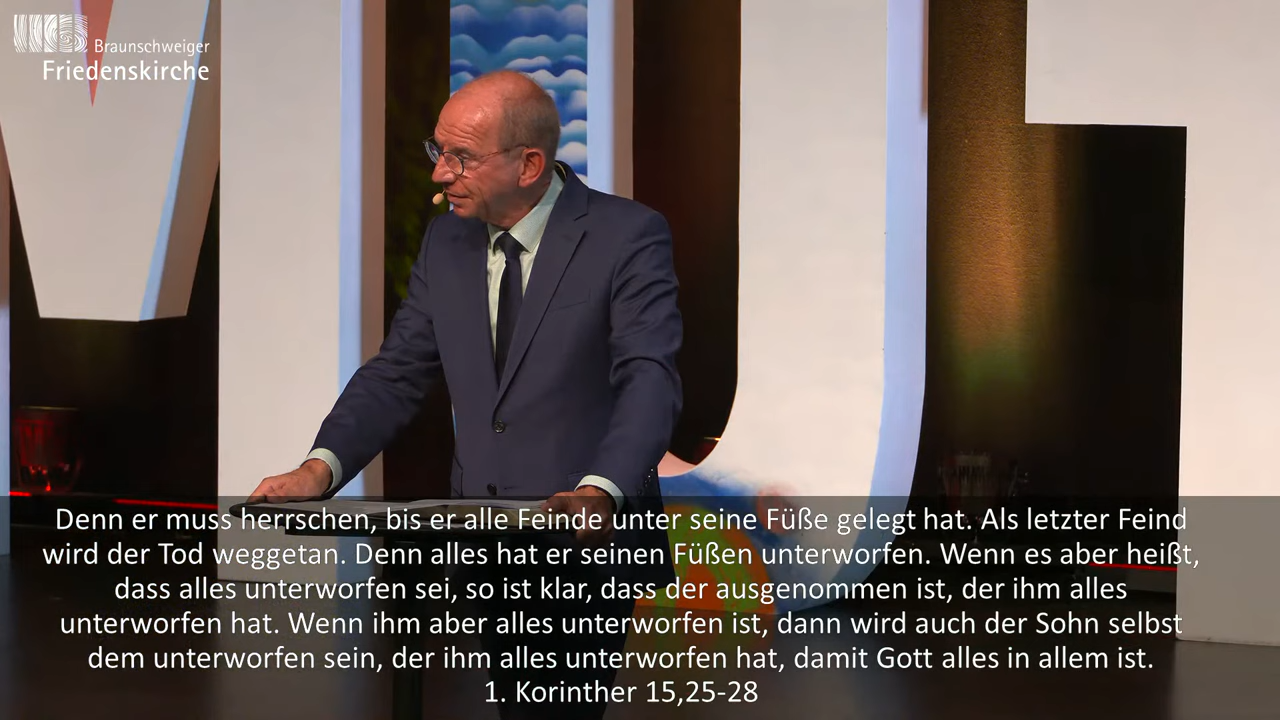 Braunschweiger
Friedenskirche
MUT
Denn er muss herrschen, bis er alle Feinde unter seine Füße gelegt hat. Als letzter Feind
wird der Tod weggetan. Denn alles hat er seinen Füßen unterworfen. Wenn es aber heißt,
dass alles unterworfen sei, so ist klar, dass der ausgenommen ist, der ihm alles
unterworfen hat. Wenn ihm aber alles unterworfen ist, dann wird auch der Sohn selbst
dem unterworfen sein, der ihm alles unterworfen hat, damit Gott alles in allem ist.
1. Korinther 15,25-28